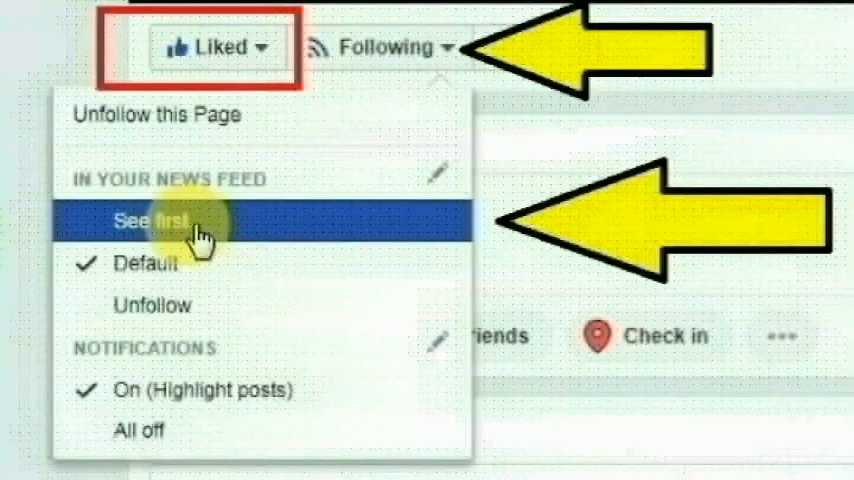 Liked Following
Unfollow this Page
IN YOUR NEWS FEED
See first
Default
Unfollow
NOTIFICATIONS
riends Check in
On (Highlight posts)
All off